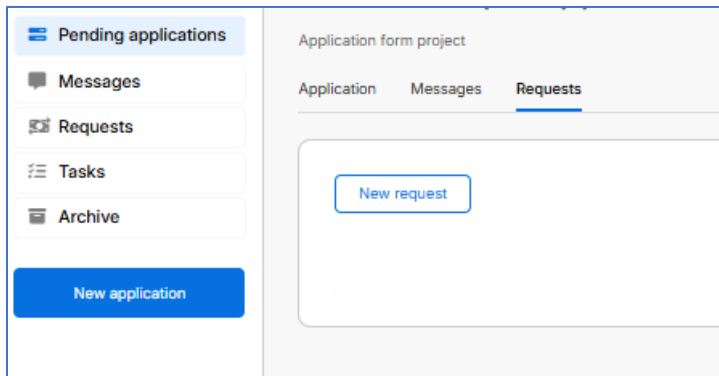 Pending applications
Messages
Requests
Tasks
Archive
New application
Application form project
Application Messages Requests
New request